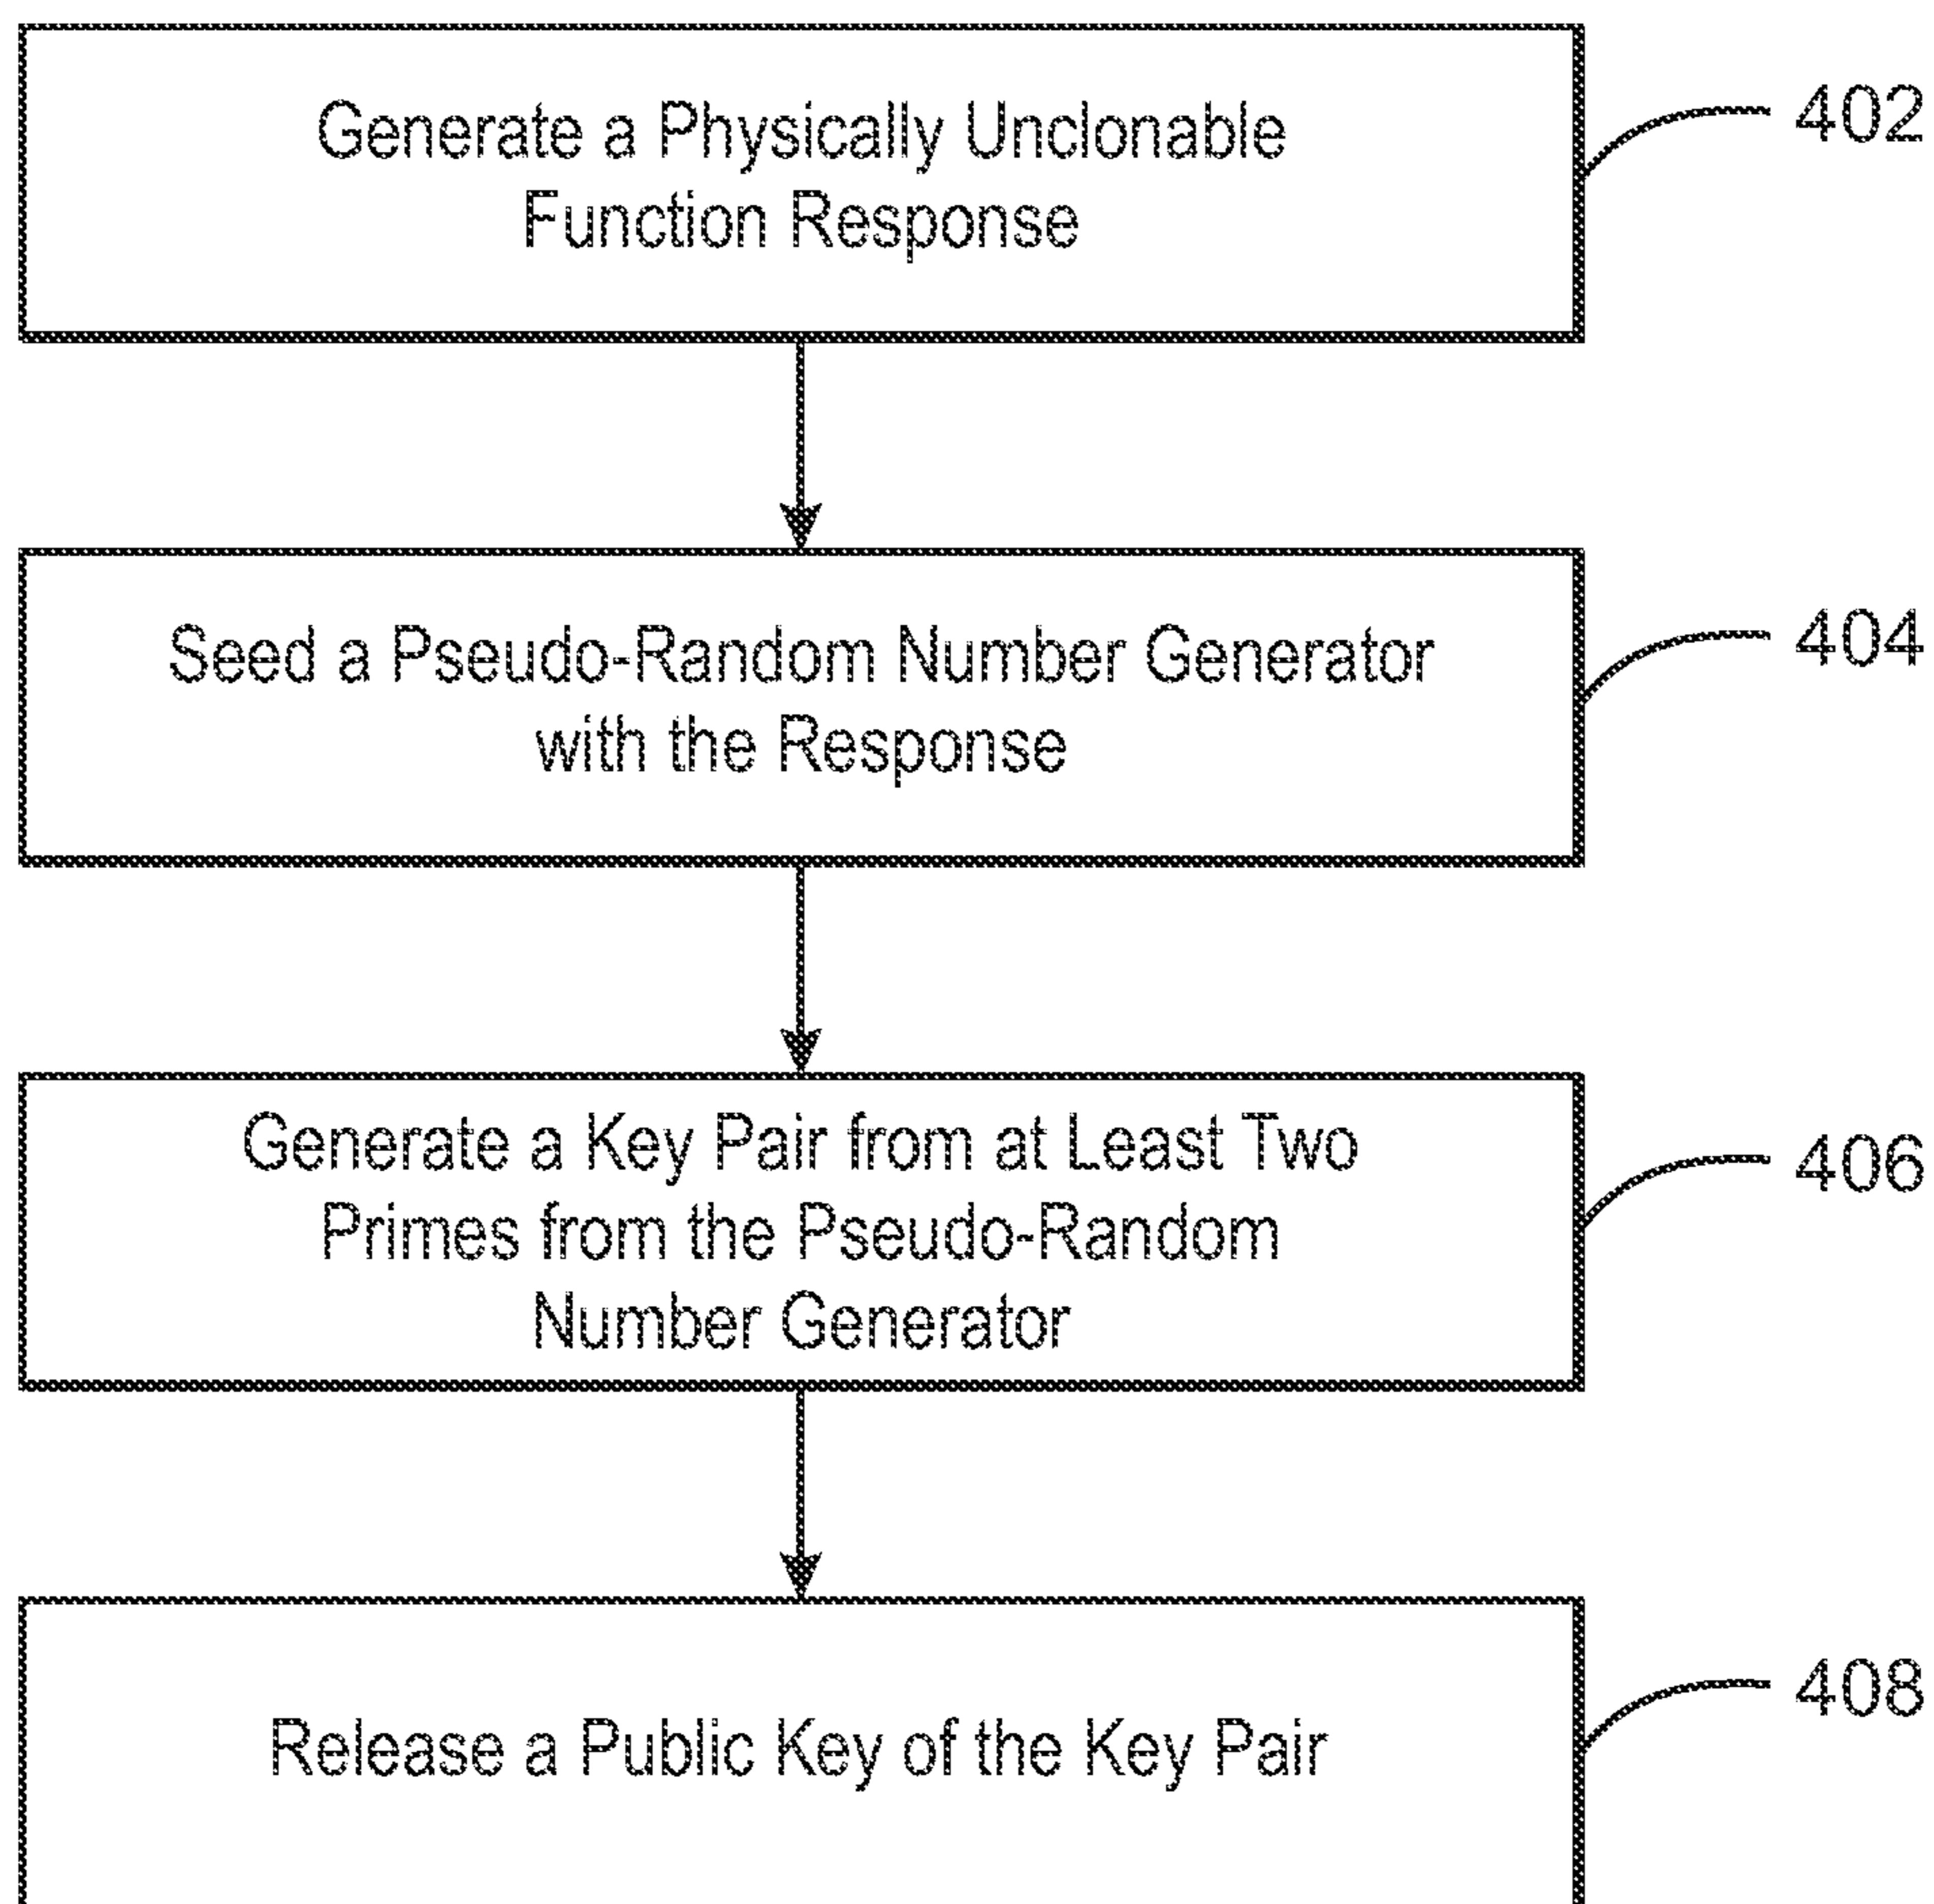 Generate a Physically Unclonable
Function Response
402
Seed a Pseudo-Random Number Generator
with the Response
404
Generate a Key Pair from at Least Two
Primes from the Pseudo-Random
Number Generator
406
Release a Public Key of the Key Pair
408